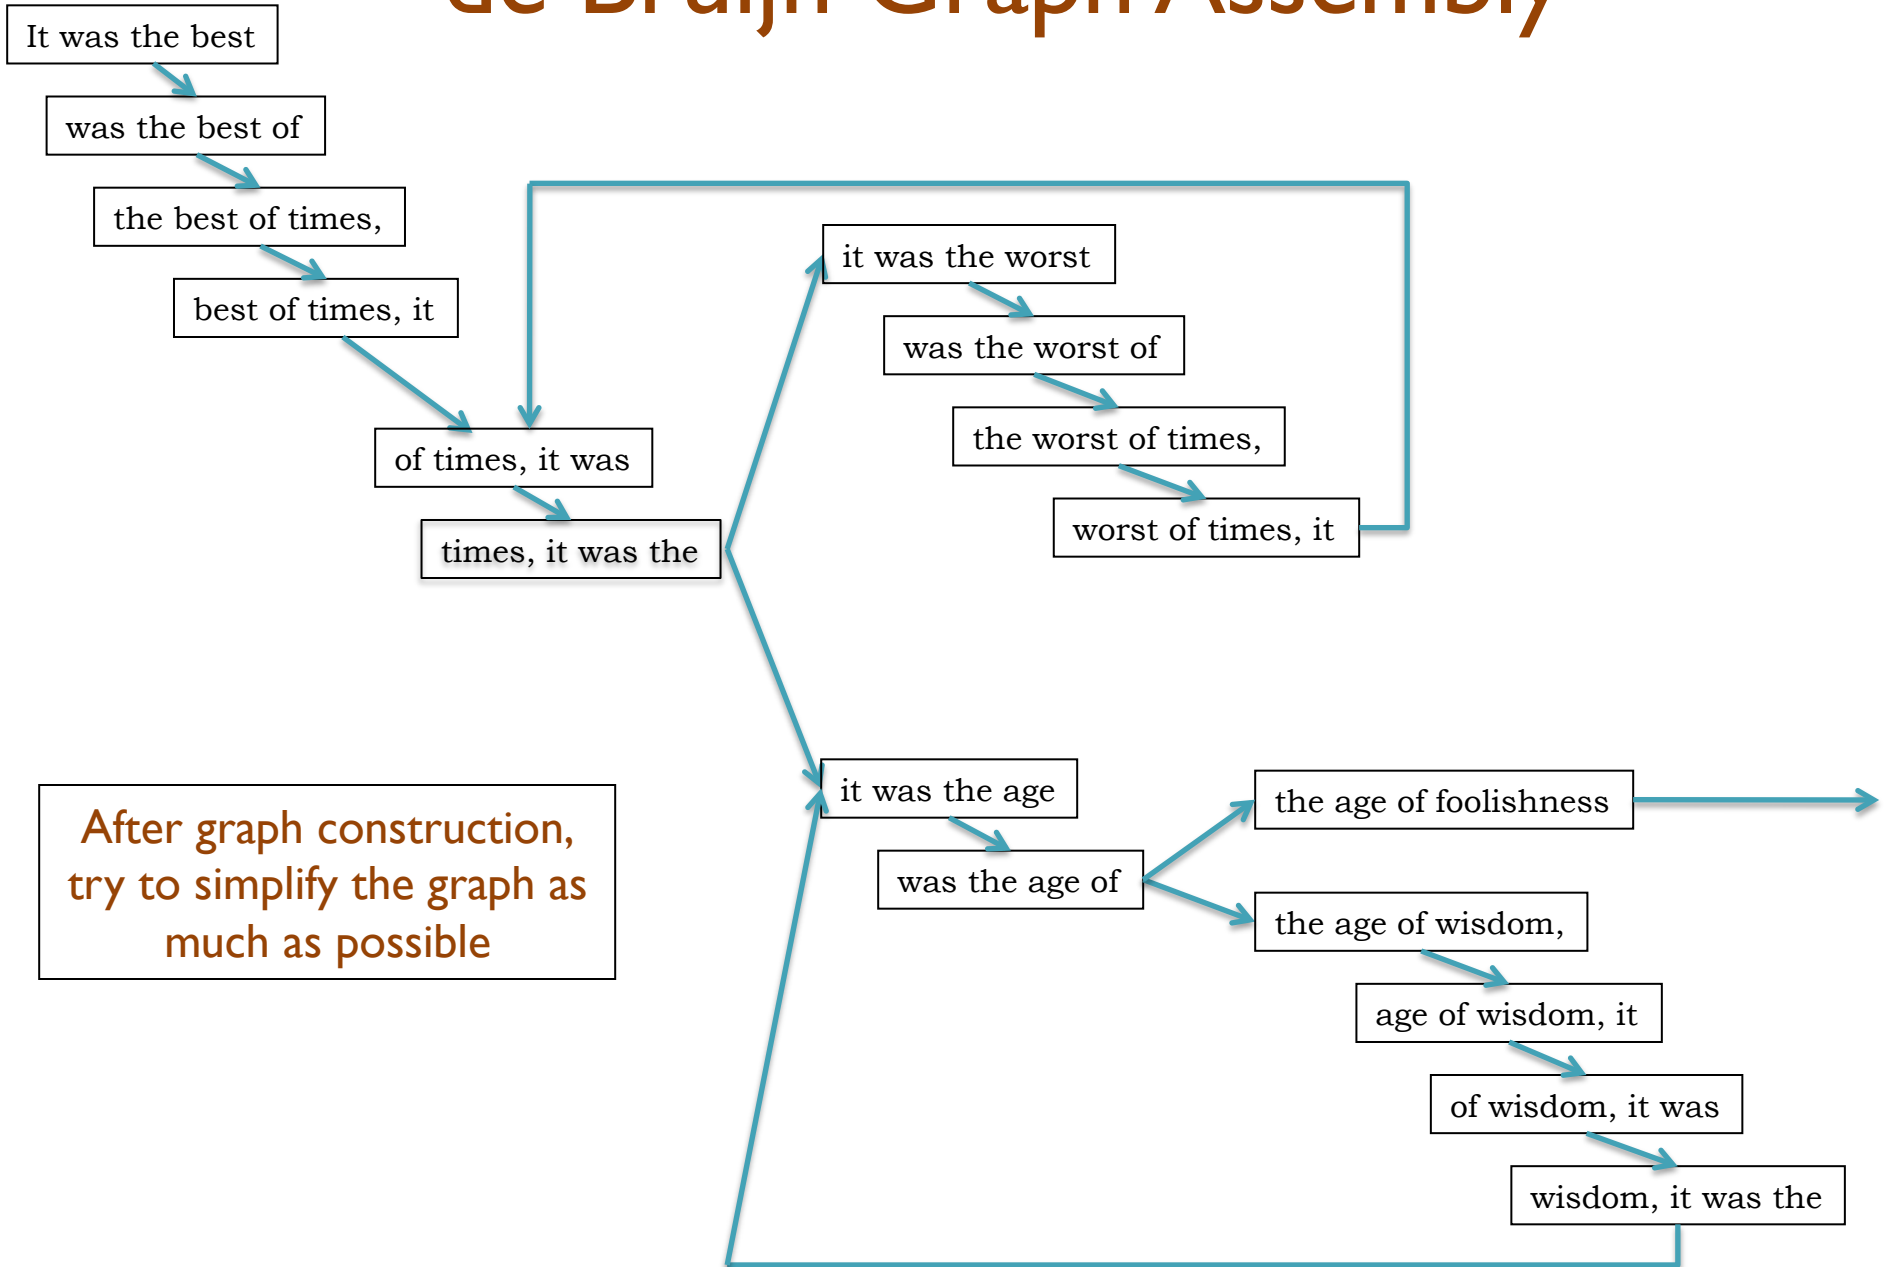 de Bruijn Graph Assembly
It was the best
was the best of
the best of times,
best of times, it
of times, it was
times, it was the
it was the worst
was the worst of
the worst of times,
worst of times, it
it was the age
was the age of
the age of foolishness
the age of wisdom,
age of wisdom, it
of wisdom, it was
wisdom, it was the
After graph construction,
try to simplify the graph as
much as possible